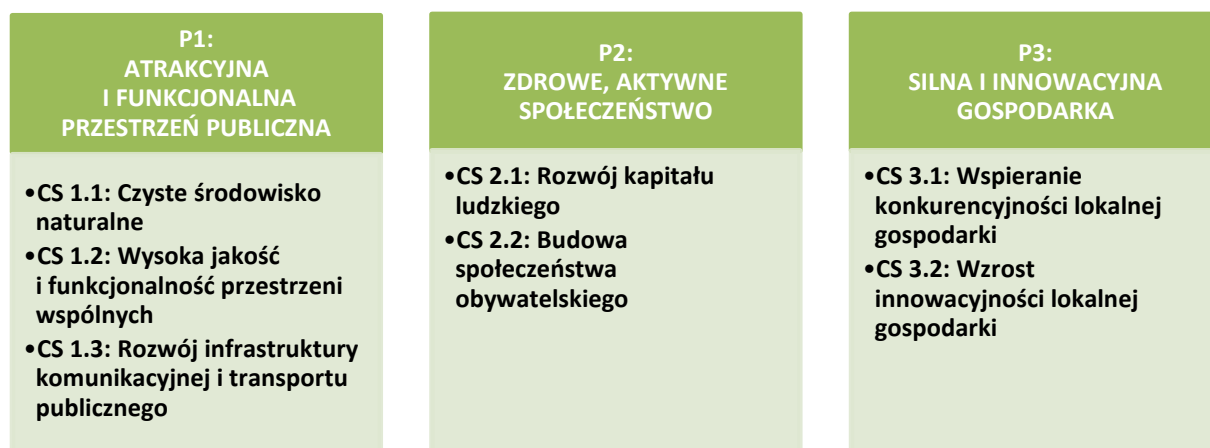 P1:
ATRAKCYJNA
I FUNKCJONALNA
PRZESTRZEŃ PUBLICZNA
•CS 1.1: Czyste środowisko
naturalne
•CS 1.2: Wysoka jakość
i funkcjonalność przestrzeni
wspólnych
•CS 1.3: Rozwój infrastruktury
komunikacyjnej i transportu
publicznego
P2:
ZDROWE, AKTYWNE
SPOŁECZEŃSTWO
•CS 2.1: Rozwój kapitału
ludzkiego
•CS 2.2: Budowa
społeczeństwa
obywatelskiego
P3:
SILNA I INNOWACYJNA
GOSPODARKA
•CS 3.1: Wspieranie
konkurencyjności lokalnej
gospodarki
•CS 3.2: Wzrost
innowacyjności lokalnej
gospodarki